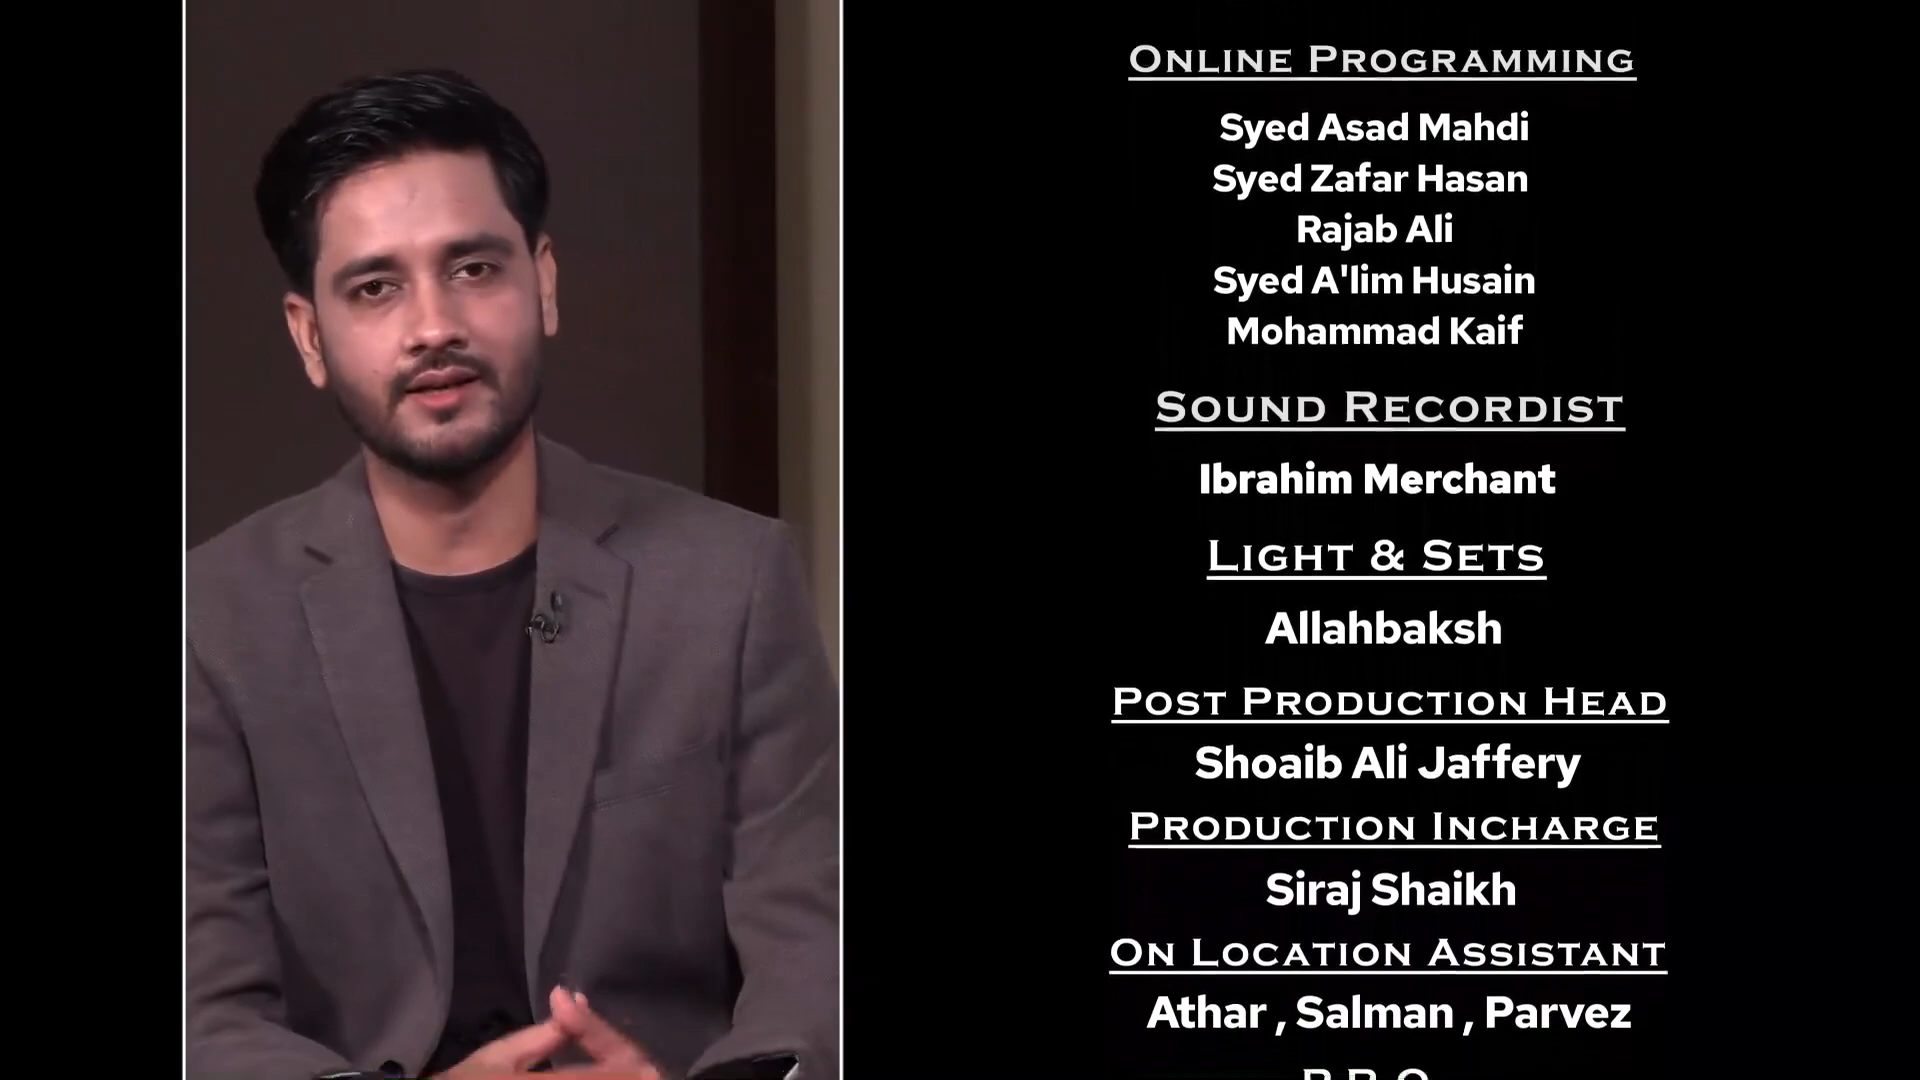 ONLINE PROGRAMMING
Syed Asad Mahdi
Syed Zafar Hasan
Rajab Ali
Syed A'lim Husain
Mohammad Kaif
SOUND RECORDIST
Ibrahim Merchant
LIGHT & SETS
Allahbaksh
POST PRODUCTION HEAD
Shoaib Ali Jaffery
PRODUCTION INCHARGE
Siraj Shaikh
ON LOCATION ASSISTANT
Athar , Salman , Parvez